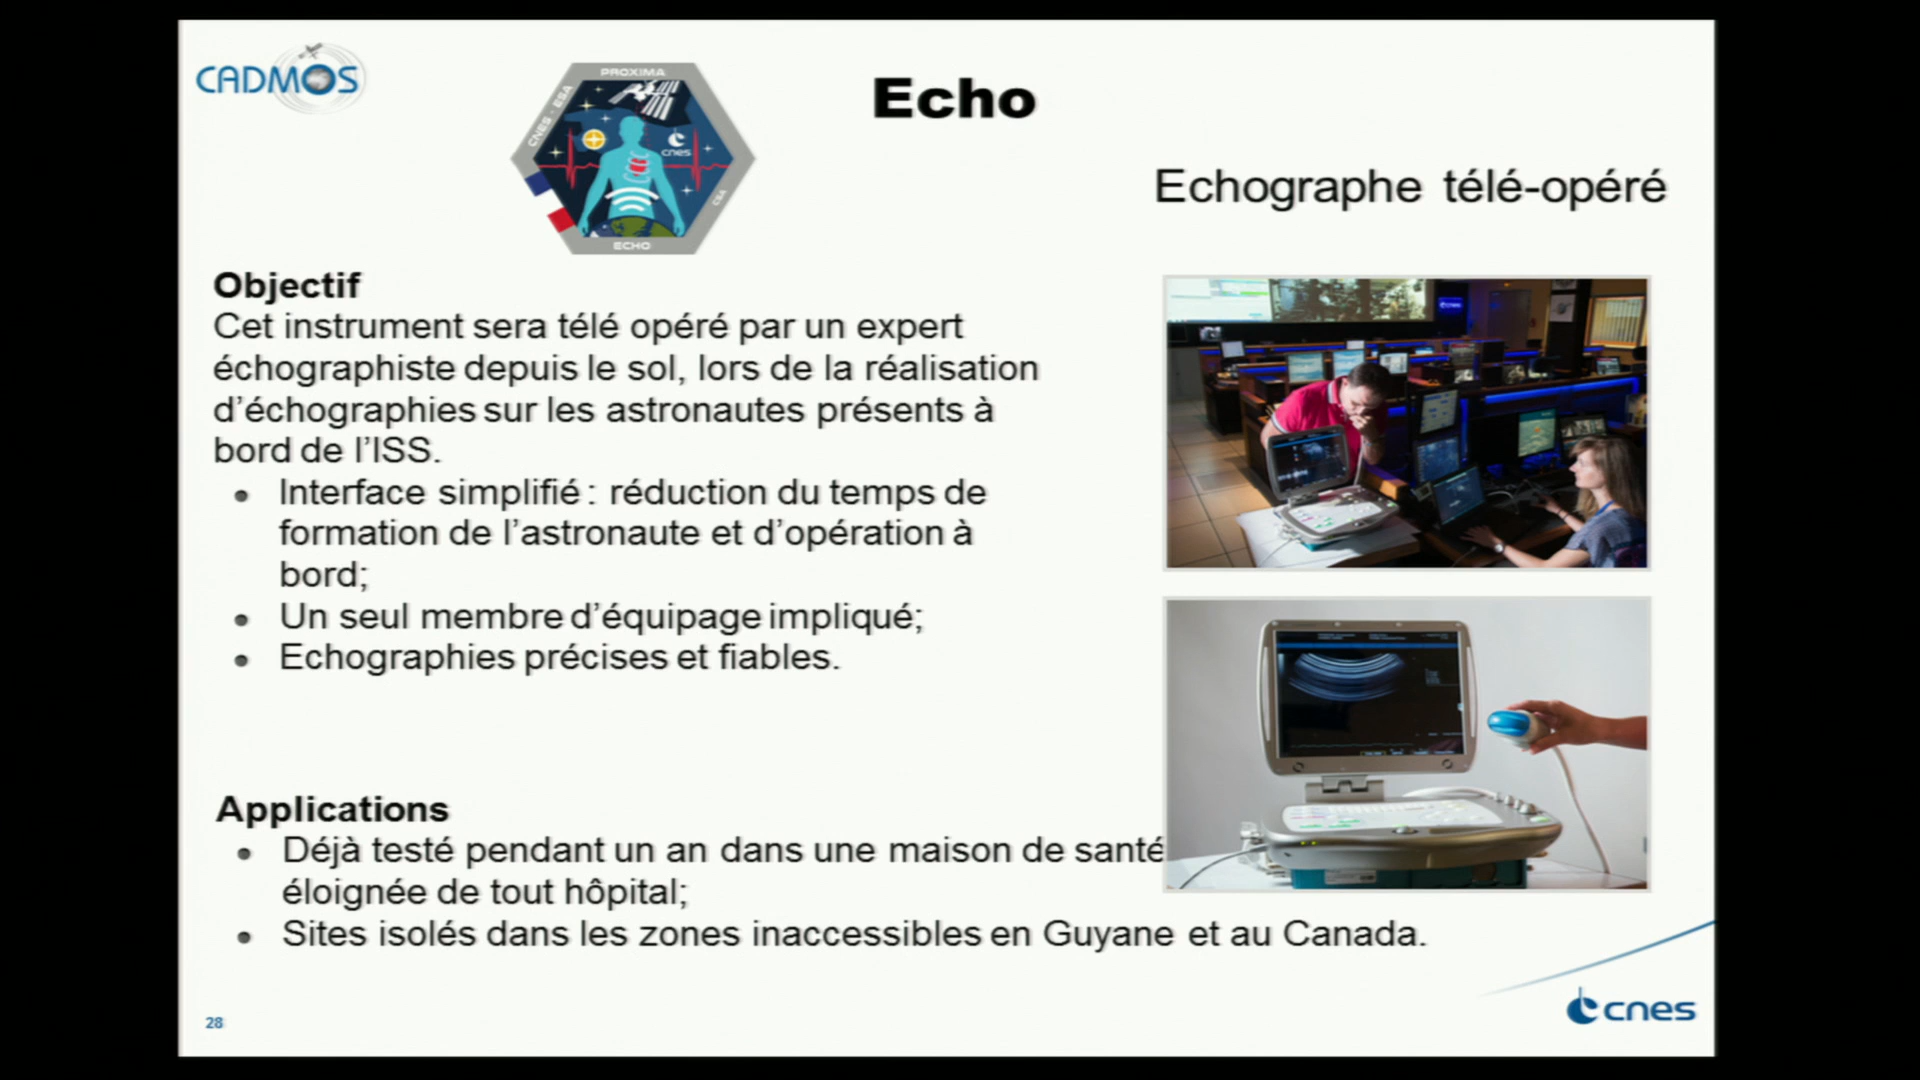 CADMOS
PROXIMA
CNES - ESA
cnes
CSA
ECHO
Echo
Echographe télé-opéré
Objectif
Cet instrument sera télé opéré par un expert
échographiste depuis le sol, lors de la réalisation
d’échographies sur les astronautes présents à
bord de l’ISS.
• Interface simplifié : réduction du temps de
formation de l’astronaute et d’opération à
bord;
• Un seul membre d’équipage impliqué;
• Echographies précises et fiables.
Applications
• Déjà testé pendant un an dans une maison de santé
éloignée de tout hôpital;
• Sites isolés dans les zones inaccessibles en Guyane et au Canada.
28
cnes